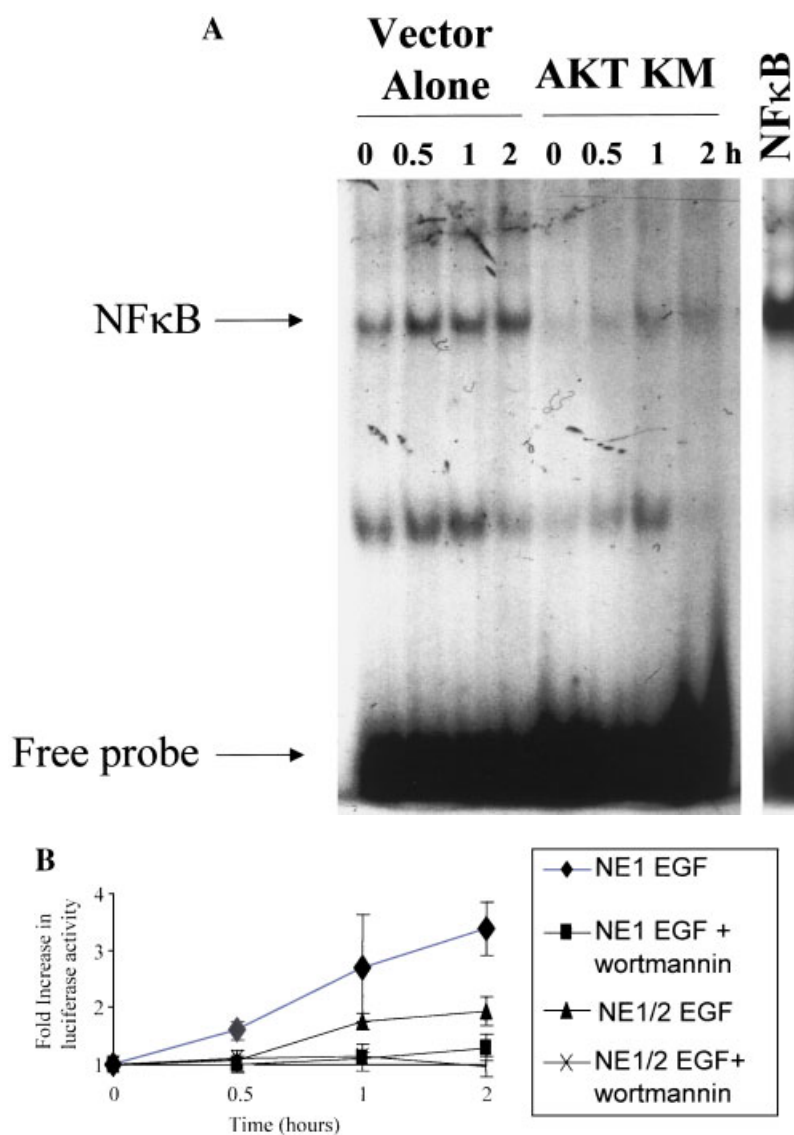 A
Vector
Alone
AKT KM
NFκB
0 0.5 1 2 0 0.5 1 2 h
NFκB
Free probe
B
Fold Increase in
luciferase activity
4
3
2
1
0 0.5 1 2
Time (hours)
NE1 EGF
NE1 EGF +
wortmannin
NE1/2 EGF
NE1/2 EGF+
wortmannin